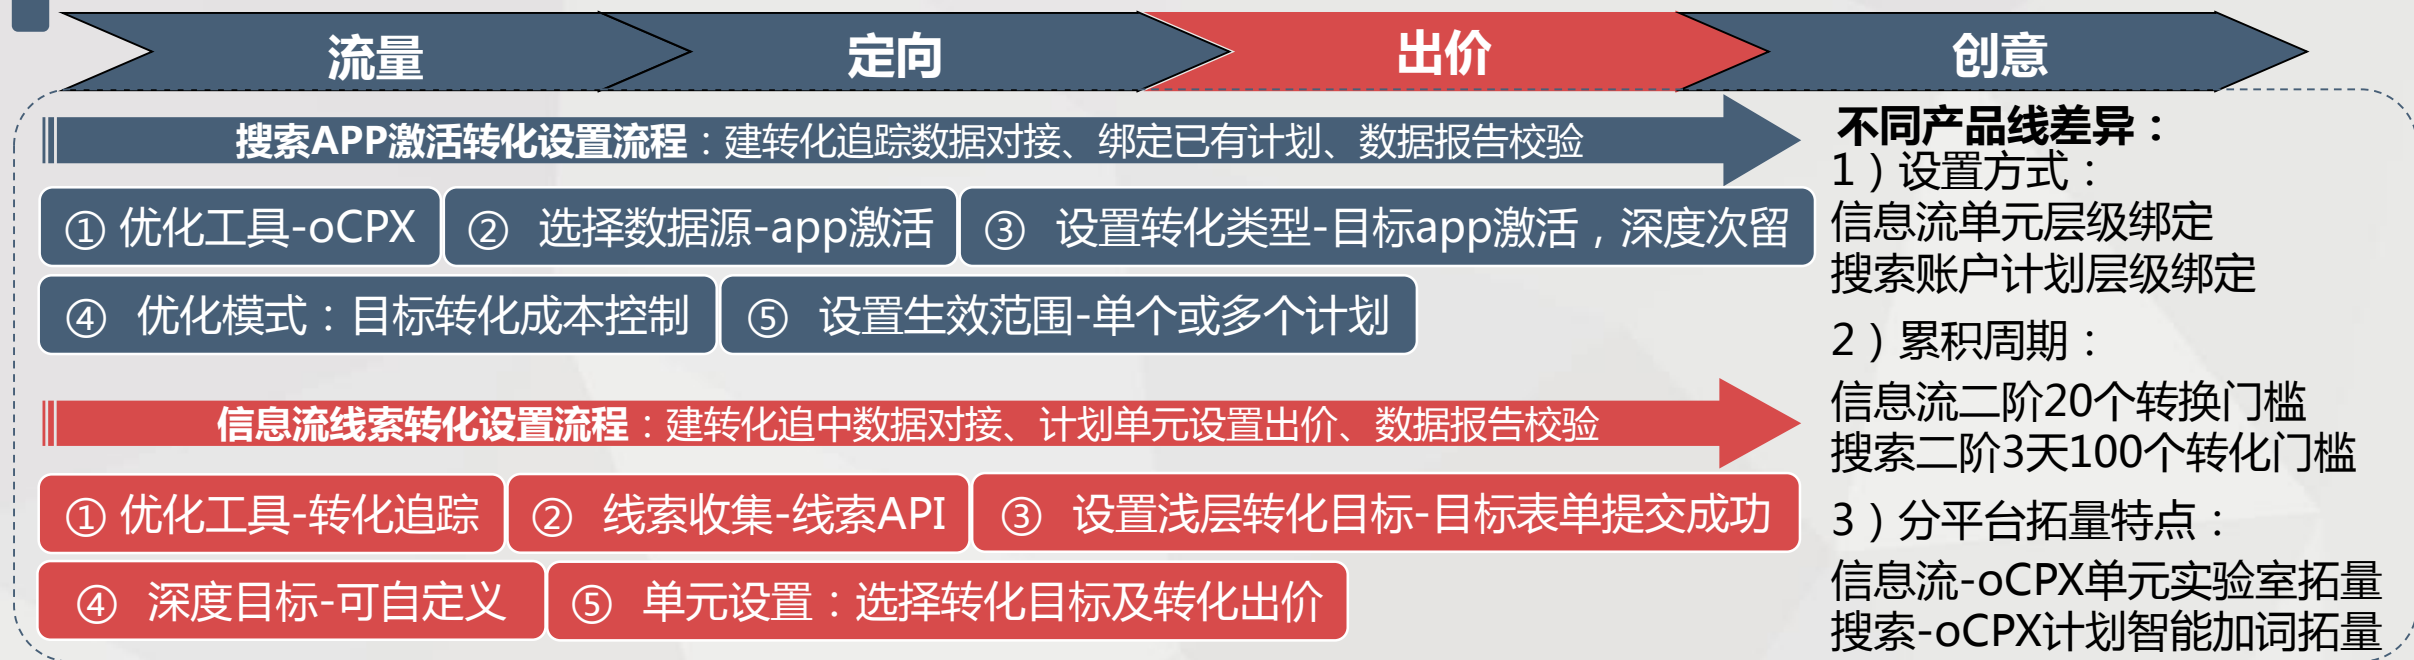 流量
定向
出价
创意
搜索APP激活转化设置流程：建转化追踪数据对接、绑定已有计划、数据报告校验
① 优化工具-oCPX
② 选择数据源-app激活
③ 设置转化类型-目标app激活，深度次留
④ 优化模式：目标转化成本控制
⑤ 设置生效范围-单个或多个计划
信息流线索转化设置流程：建转化追中数据对接、计划单元设置出价、数据报告校验
① 优化工具-转化追踪
② 线索收集-线索API
③ 设置浅层转化目标-目标表单提交成功
④ 深度目标-可自定义
⑤ 单元设置：选择转化目标及转化出价
不同产品线差异：
1）设置方式：
信息流单元层级绑定
搜索账户计划层级绑定
2）累积周期：
信息流二阶20个转换门槛
搜索二阶3天100个转化门槛
3）分平台拓量特点：
信息流-oCPX单元实验室拓量
搜索-oCPX计划智能加词拓量